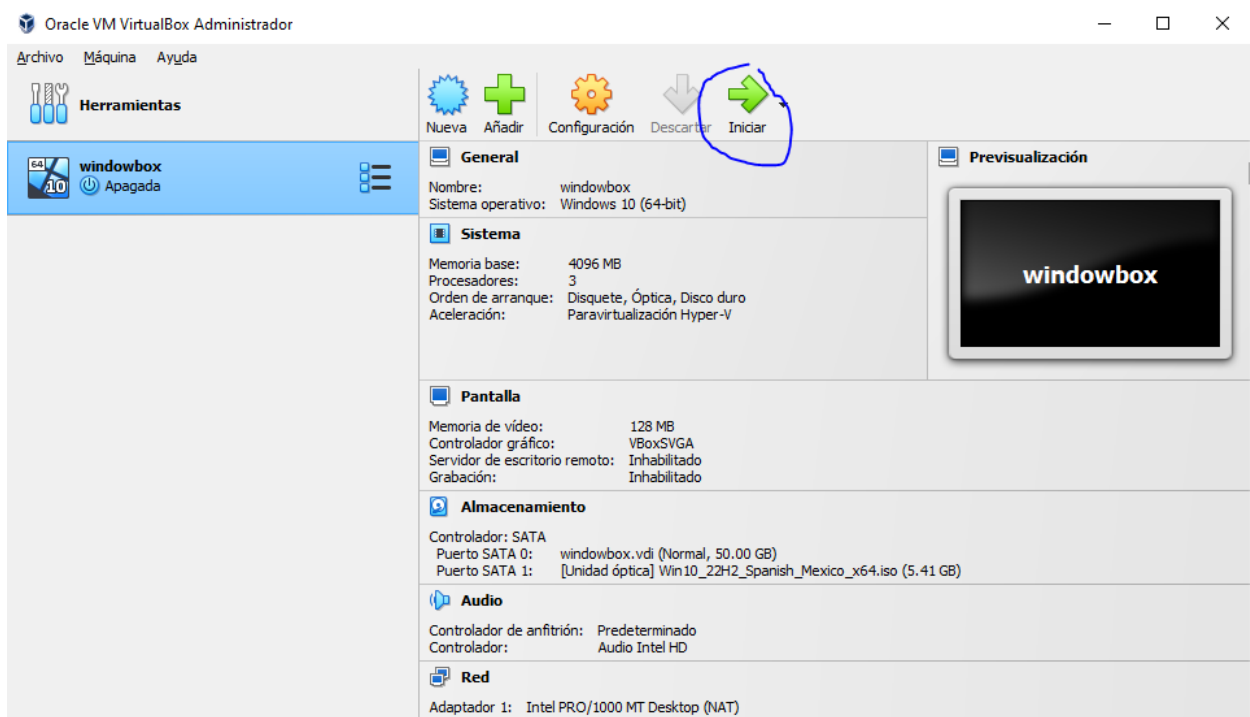 Oracle VM VirtualBox Administrador
Archivo Máquina Ayuda
Herramientas
Nueva Añadir Configuración Descartar Iniciar
64
10
windowbox
Apagada
General
Nombre: windowbox
Sistema operativo: Windows 10 (64-bit)
Previsualización
windowbox
Sistema
Memoria base: 4096 MB
Procesadores: 3
Orden de arranque: Disquete, Óptica, Disco duro
Aceleración: Paravirtualización Hyper-V
Pantalla
Memoria de vídeo: 128 MB
Controlador gráfico: VBoxSVGA
Servidor de escritorio remoto: Inhabilitado
Grabación: Inhabilitado
Almacenamiento
Controlador: SATA
Puerto SATA 0: windowbox.vdi (Normal, 50.00 GB)
Puerto SATA 1: [Unidad óptica] Win10_22H2_Spanish_Mexico_x64.iso (5.41 GB)
Audio
Controlador de anfitrión: Predeterminado
Controlador: Audio Intel HD
Red
Adaptador 1: Intel PRO/1000 MT Desktop (NAT)